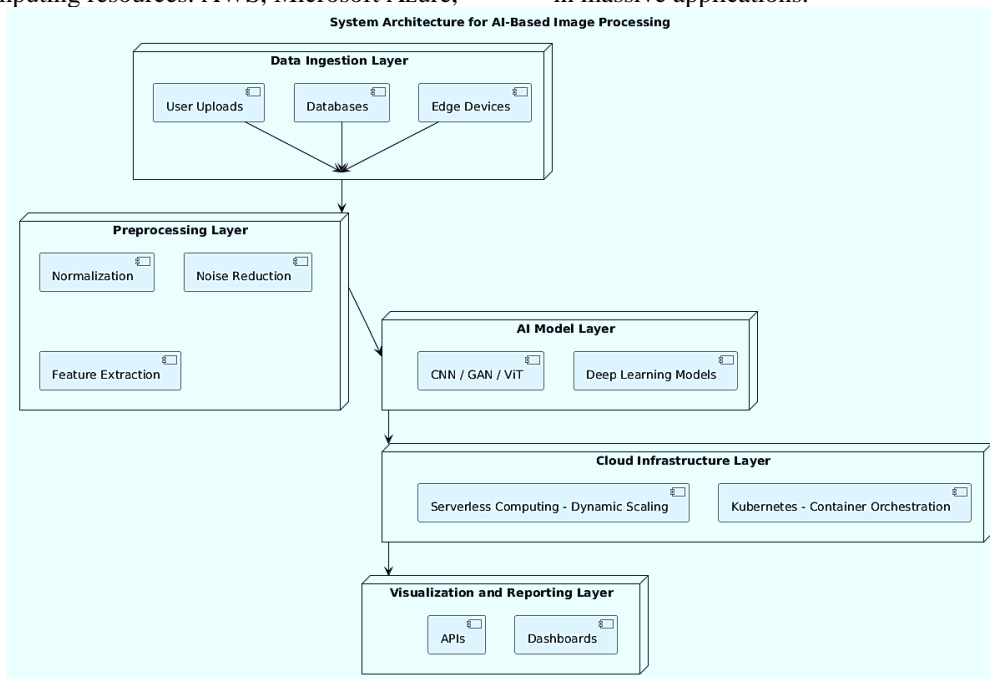 computing resources. AWS, Microsoft Azure,
in massive applications.
System Architecture for AI-Based Image Processing
Data Ingestion Layer
User Uploads
Databases
Edge Devices
Preprocessing Layer
Normalization
Noise Reduction
Feature Extraction
AI Model Layer
CNN / GAN / ViT
Deep Learning Models
Cloud Infrastructure Layer
Serverless Computing - Dynamic Scaling
Kubernetes - Container Orchestration
Visualization and Reporting Layer
APIs
Dashboards